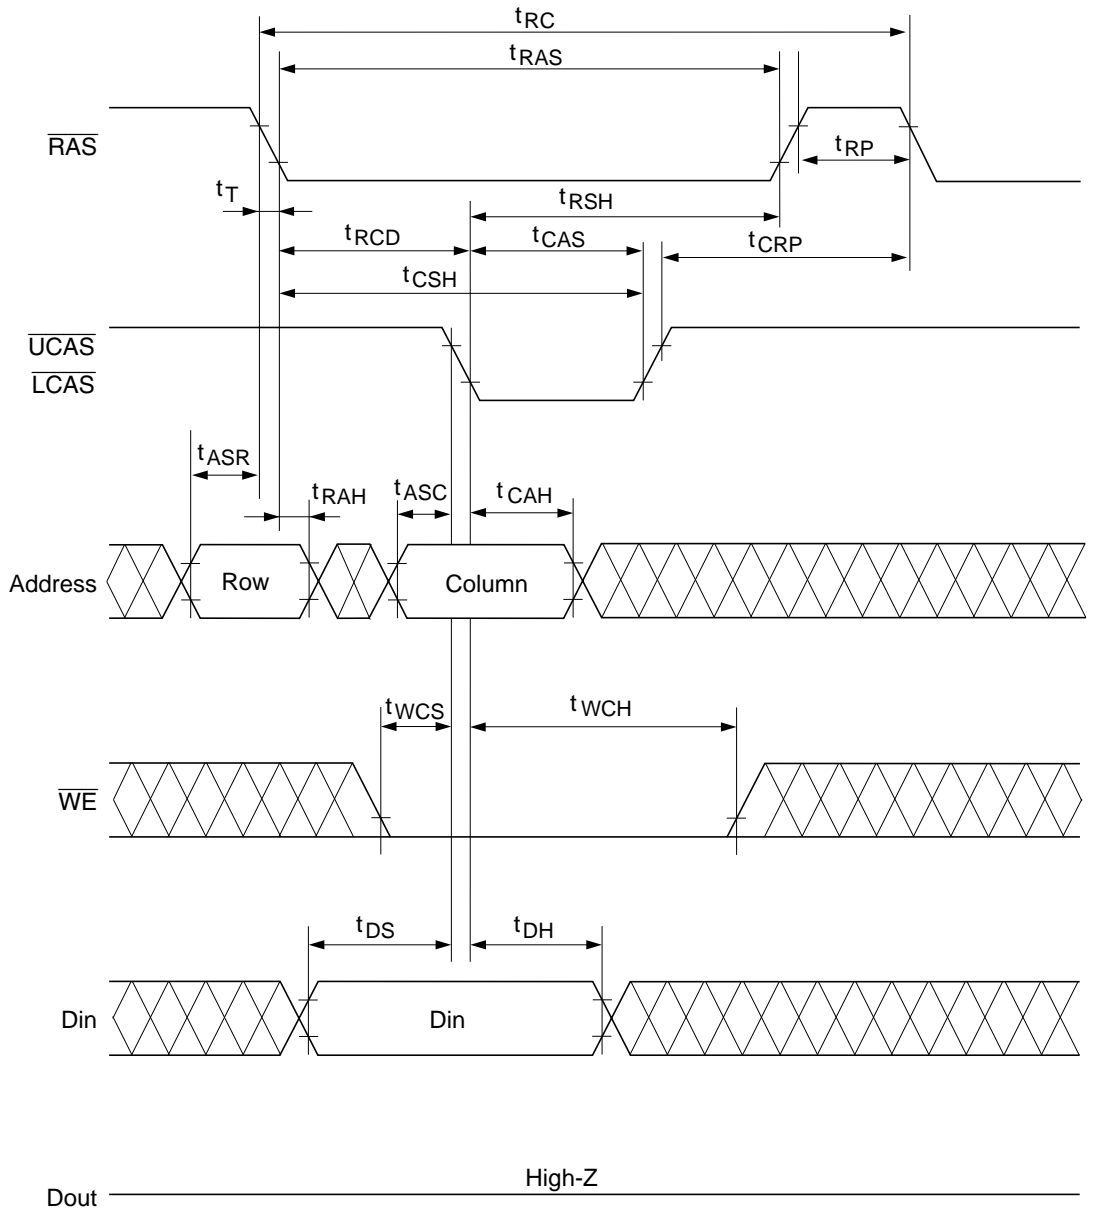 tRC
tRAS
RAS
tRP
tT
tRSH
tRCD
tCAS
tCRP
tCSH
UCAS
LCAS
tASR
tRAH
tASC
tCAH
Address
Row
Column
tWCS
tWCH
WE
tDS
tDH
Din
Din
High-Z
Dout